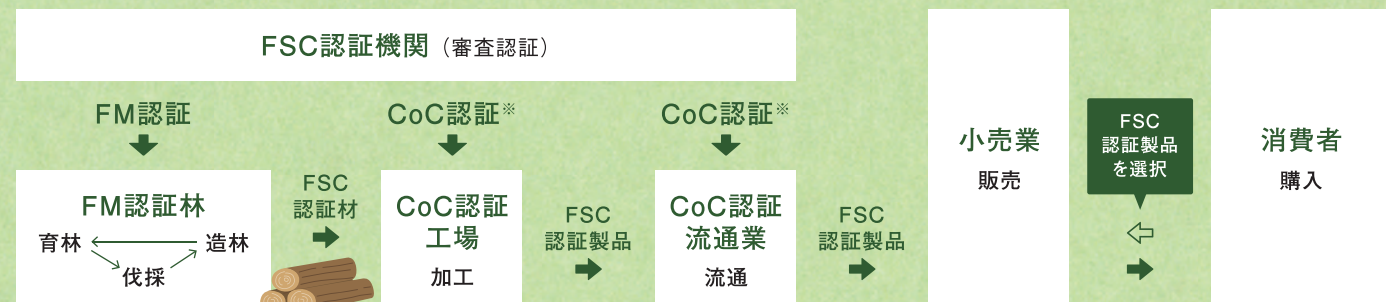 FSC認証機関（審査認証）
FM認証
CoC認証※
CoC認証※
FM認証林
育林
造林
伐採
FSC
認証材
CoC認証
工場
加工
FSC
認証製品
CoC認証
流通業
流通
FSC
認証製品
小売業
販売
FSC
認証製品
を選択
消費者
購入